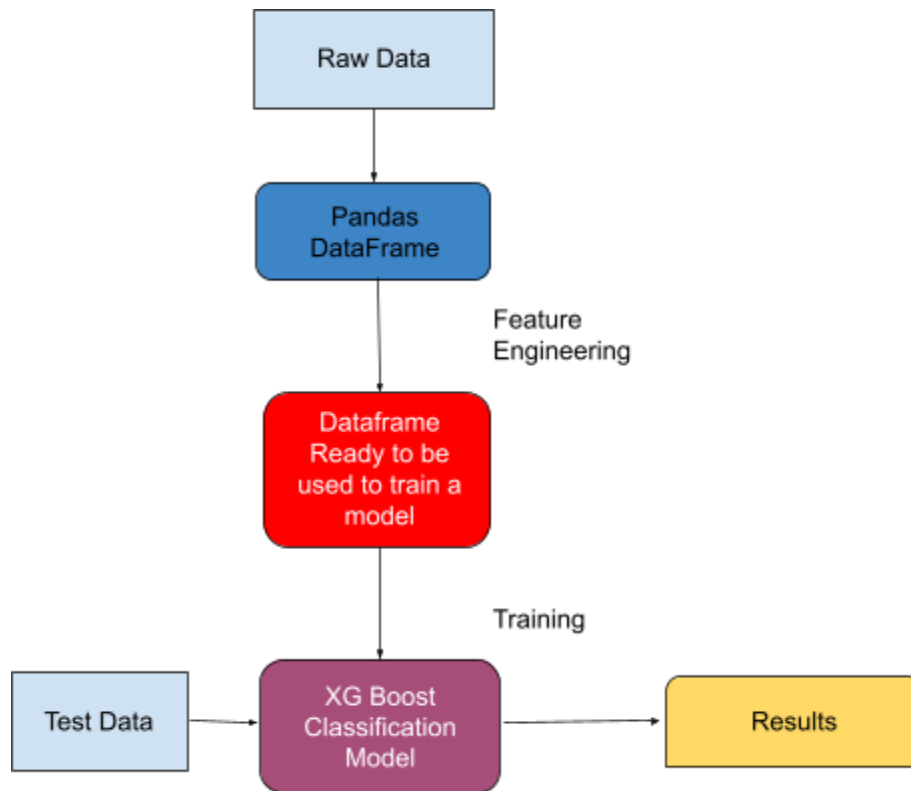 Raw Data
Pandas
DataFrame
Feature
Engineering
Dataframe
Ready to be
used to train a
model
Training
Test Data
XG Boost
Classification
Model
Results